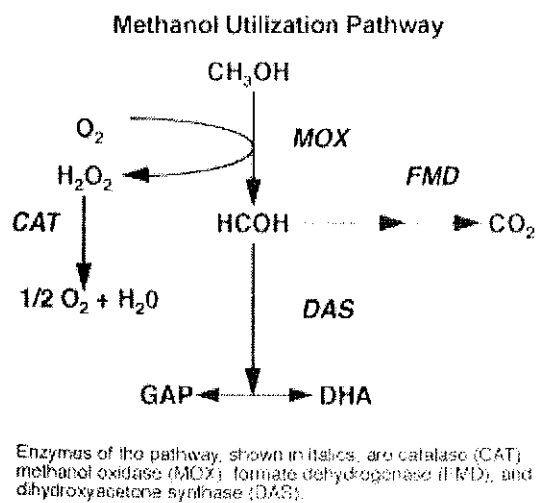 Methanol Utilization Pathway
CH₃OH
O₂
MOX
H₂O₂
FMD
CAT
HCOH
CO₂
1/2 O₂ + H₂0
DAS
GAP
DHA
Enzymes of the pathway, shown in italics, are catalase (CAT)
methanol oxidase (MOX) formate dehydrogenase (FMD), and
dihydroxyacetone synthase (DAS).